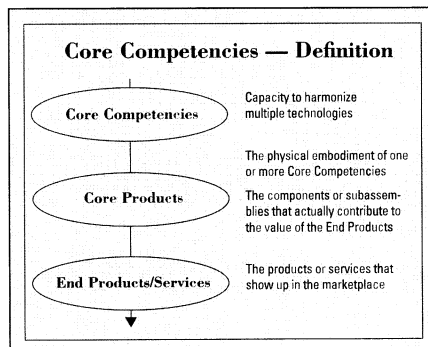 Core Competencies — Definition
Core Competencies
Capacity to harmonize
multiple technologies
The physical embodiment of one
or more Core Competencies
Core Products
The components or subassem-
blies that actually contribute to
the value of the End Products
End Products/Services
The products or services that
show up in the marketplace